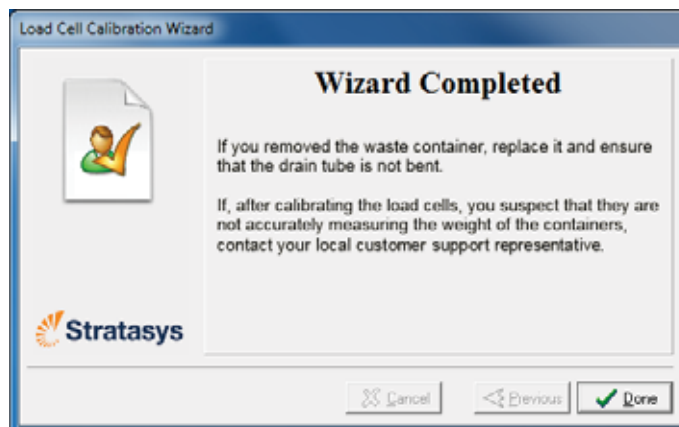 Load Cell Calibration Wizard
Wizard Completed
If you removed the waste container, replace it and ensure
that the drain tube is not bent.
If, after calibrating the load cells, you suspect that they are
not accurately measuring the weight of the containers,
contact your local customer support representative.
Stratasys
Cancel Previous Done